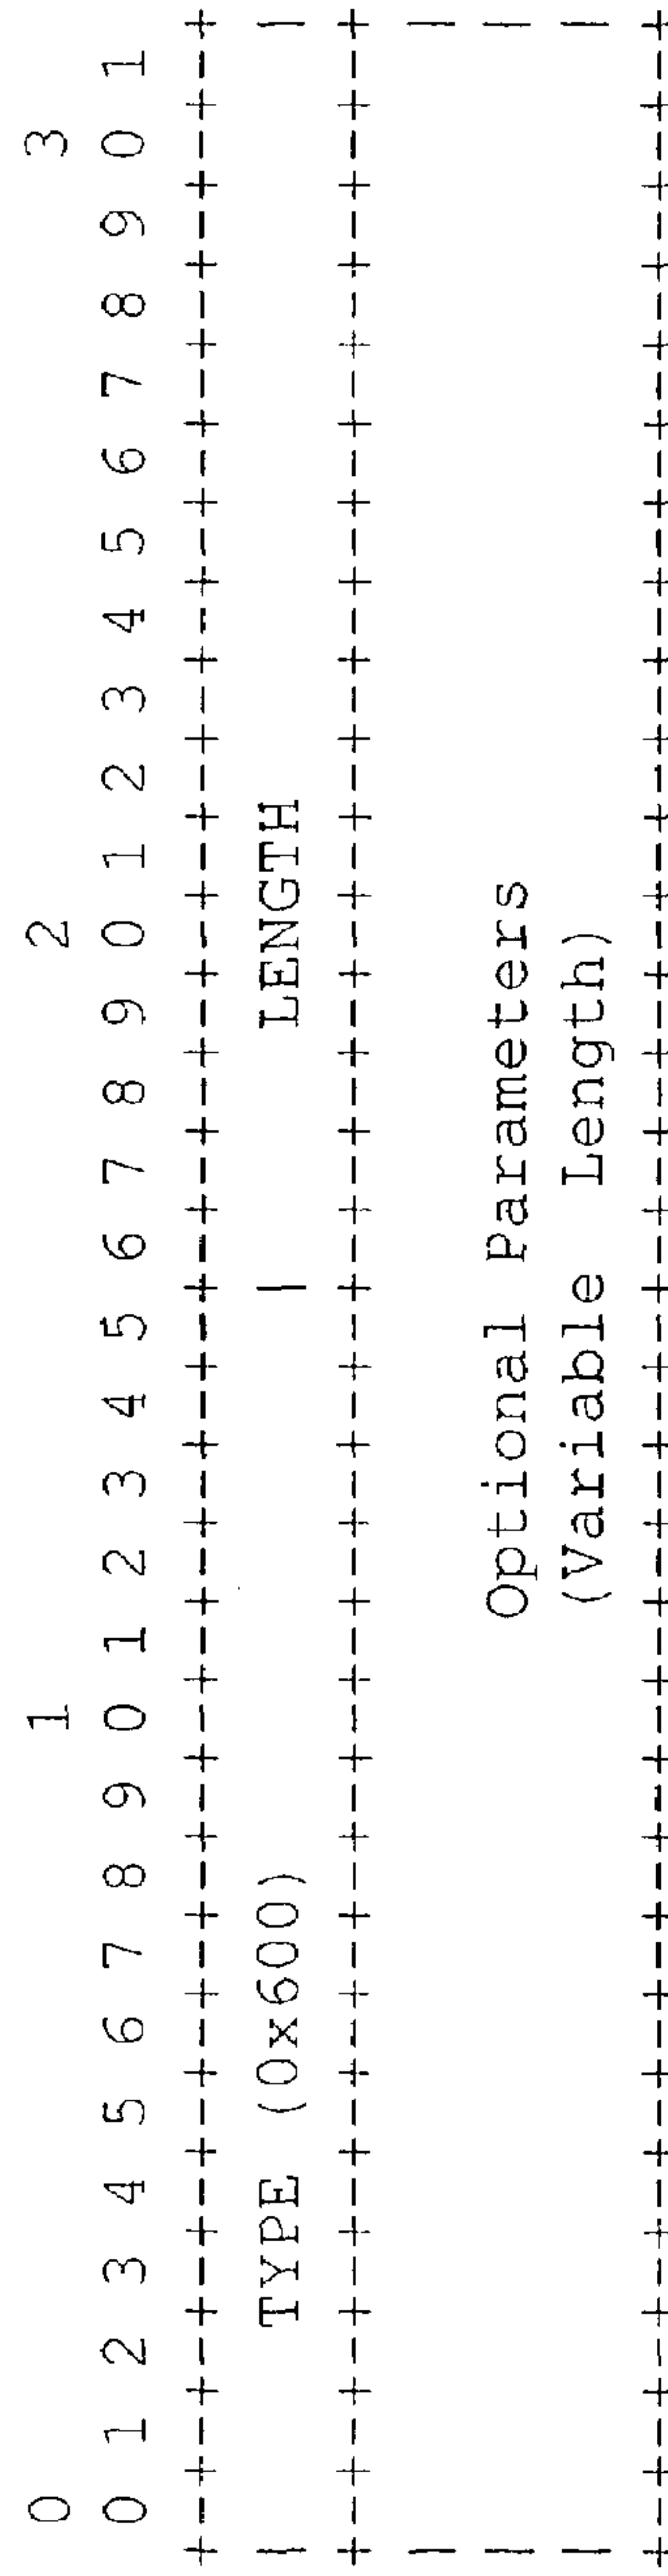 0                   1                   2                   3
 0 1 2 3 4 5 6 7 8 9 0 1 2 3 4 5 6 7 8 9 0 1 2 3 4 5 6 7 8 9 0 1
+-+-+-+-+-+-+-+-+-+-+-+-+-+-+-+-+-+-+-+-+-+-+-+-+-+-+-+-+-+-+-+-+
|     TYPE (0x600)              |      LENGTH                   |
+-+-+-+-+-+-+-+-+-+-+-+-+-+-+-+-+-+-+-+-+-+-+-+-+-+-+-+-+-+-+-+-+
|                                                               |
|                       Optional Parameters                     |
|                       (Variable  Length)                      |
+-+-+-+-+-+-+-+-+-+-+-+-+-+-+-+-+-+-+-+-+-+-+-+-+-+-+-+-+-+-+-+-+